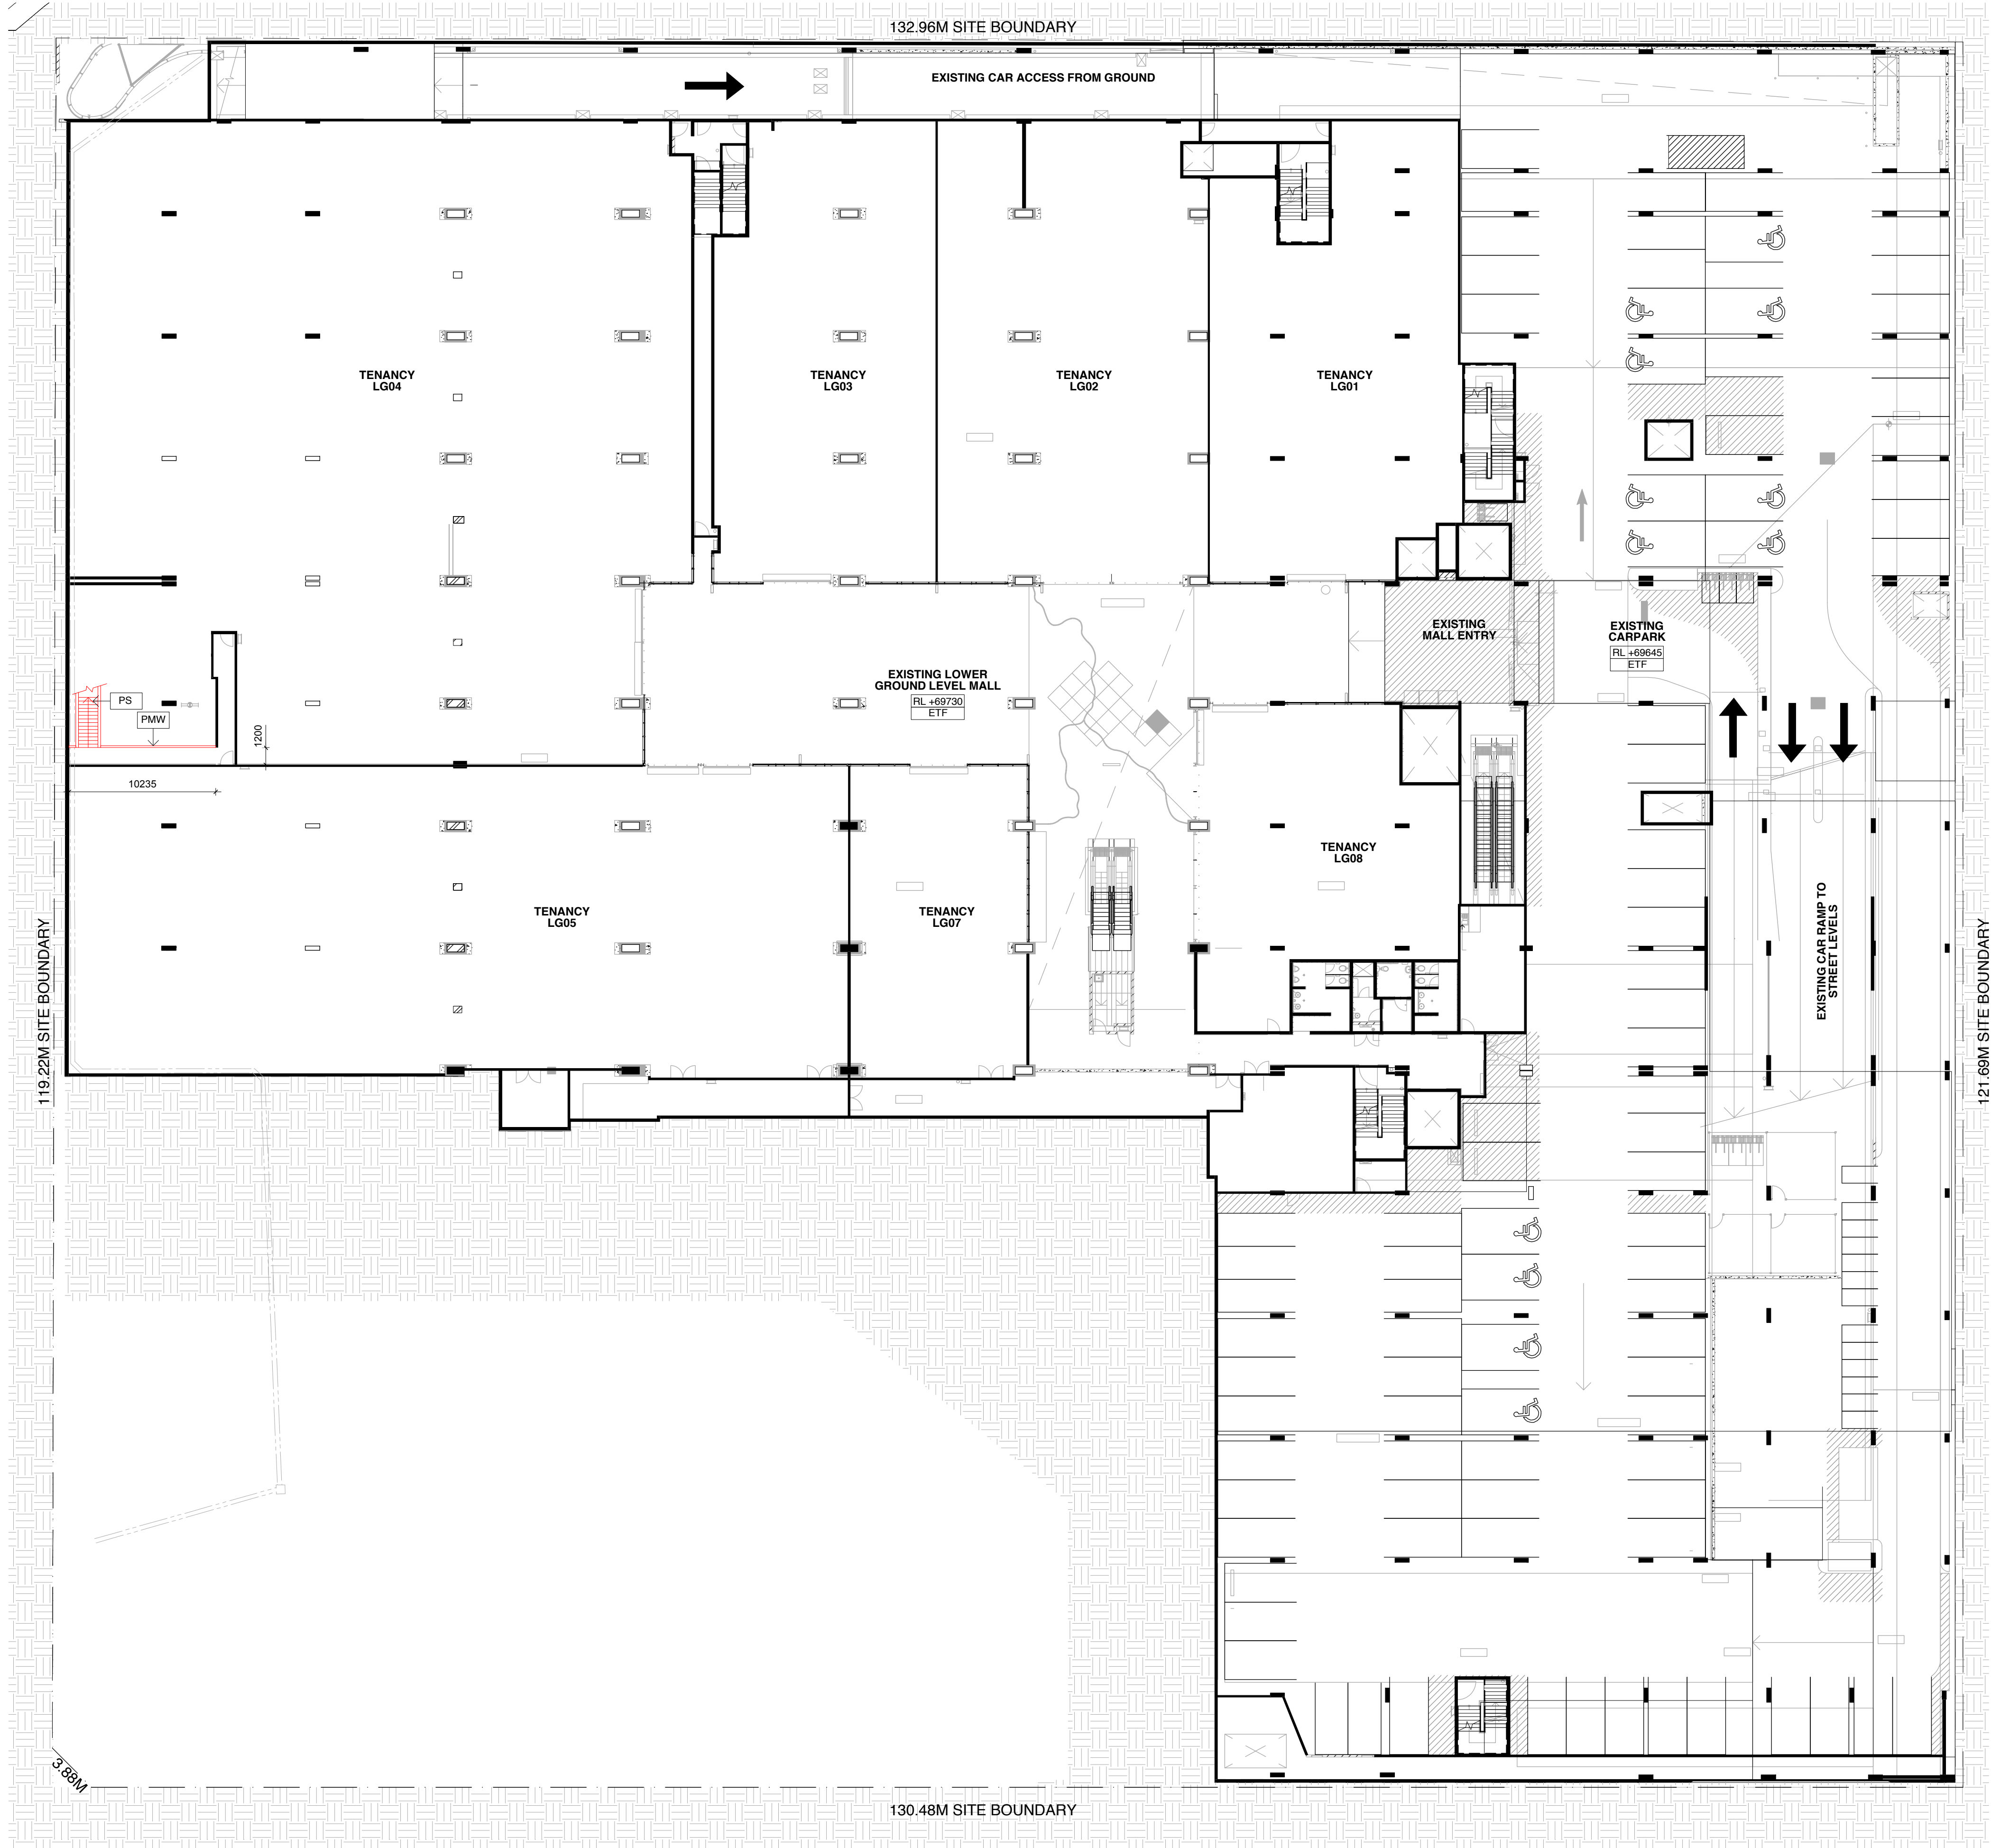 132.96M SITE BOUNDARY
EXISTING CAR ACCESS FROM GROUND
TENANCY
LG04
TENANCY
LG03
TENANCY
LG02
TENANCY
LG01
EXISTING
MALL ENTRY
EXISTING
CARPARK
RL +69645
ETF
EXISTING LOWER
GROUND LEVEL MALL
RL +69730
ETF
PS
PMW
1200
10235
TENANCY
LG08
TENANCY
LG05
TENANCY
LG07
EXISTING CAR RAMP TO
STREET LEVELS
119.22M SITE BOUNDARY
121.69M SITE BOUNDARY
3.88M
130.48M SITE BOUNDARY